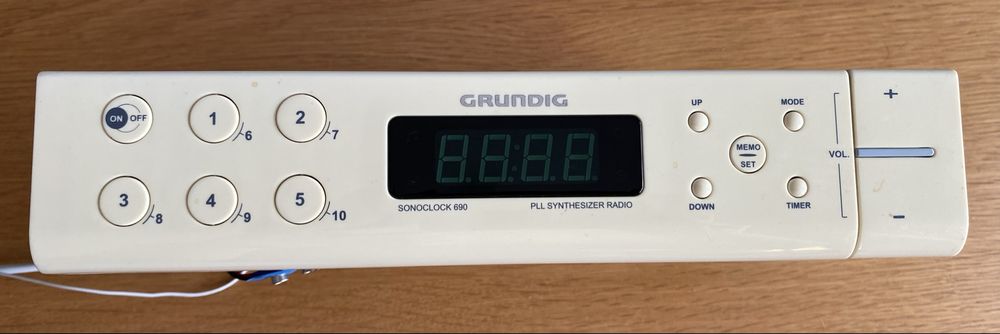 GRUNDIG
ON OFF
1
6
2
7
3
8
4
9
5
10
SONOCLOCK 690
PLL SYNTHESIZER RADIO
UP
MODE
MEMO
SET
DOWN
TIMER
VOL.
+
–